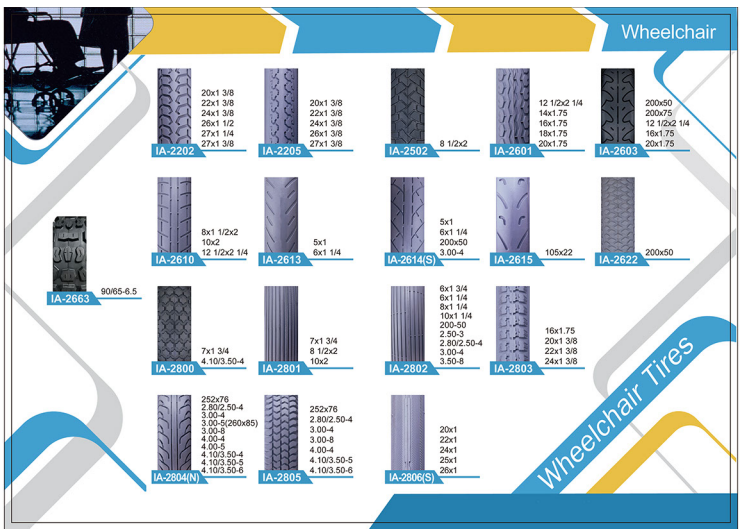 Wheelchair
20x1 3/8
22x1 3/8
24x1 3/8
26x1 1/2
27x1 1/4
27x1 3/8
IA-2202
20x1 3/8
22x1 3/8
24x1 3/8
26x1 3/8
27x1 3/8
IA-2205
8 1/2x2
IA-2502
12 1/2x2 1/4
14x1.75
16x1.75
18x1.75
20x1.75
IA-2601
200x50
200x75
12 1/2x2 1/4
16x1.75
20x1.75
IA-2603
8x1 1/2x2
10x2
12 1/2x2 1/4
IA-2610
5x1
6x1 1/4
IA-2613
5x1
6x1 1/4
200x50
3.00-4
IA-2614(S)
105x22
IA-2615
200x50
IA-2622
90/65-6.5
IA-2663
7x1 3/4
4.10/3.50-4
IA-2800
7x1 3/4
8 1/2x2
10x2
IA-2801
6x1 3/4
6x1 1/4
8x1 1/4
10x1 1/4
200-50
2.50-3
2.80/2.50-4
3.00-4
3.50-8
IA-2802
16x1.75
20x1 3/8
22x1 3/8
24x1 3/8
IA-2803
252x76
2.80/2.50-4
3.00-4
3.00-5(260x85)
3.00-8
4.00-4
4.00-5
4.10/3.50-4
4.10/3.50-5
4.10/3.50-6
IA-2804(N)
252x76
2.80/2.50-4
3.00-4
3.00-8
4.00-4
4.10/3.50-5
4.10/3.50-6
IA-2805
20x1
22x1
24x1
25x1
26x1
IA-2806(S)
Wheelchair Tires